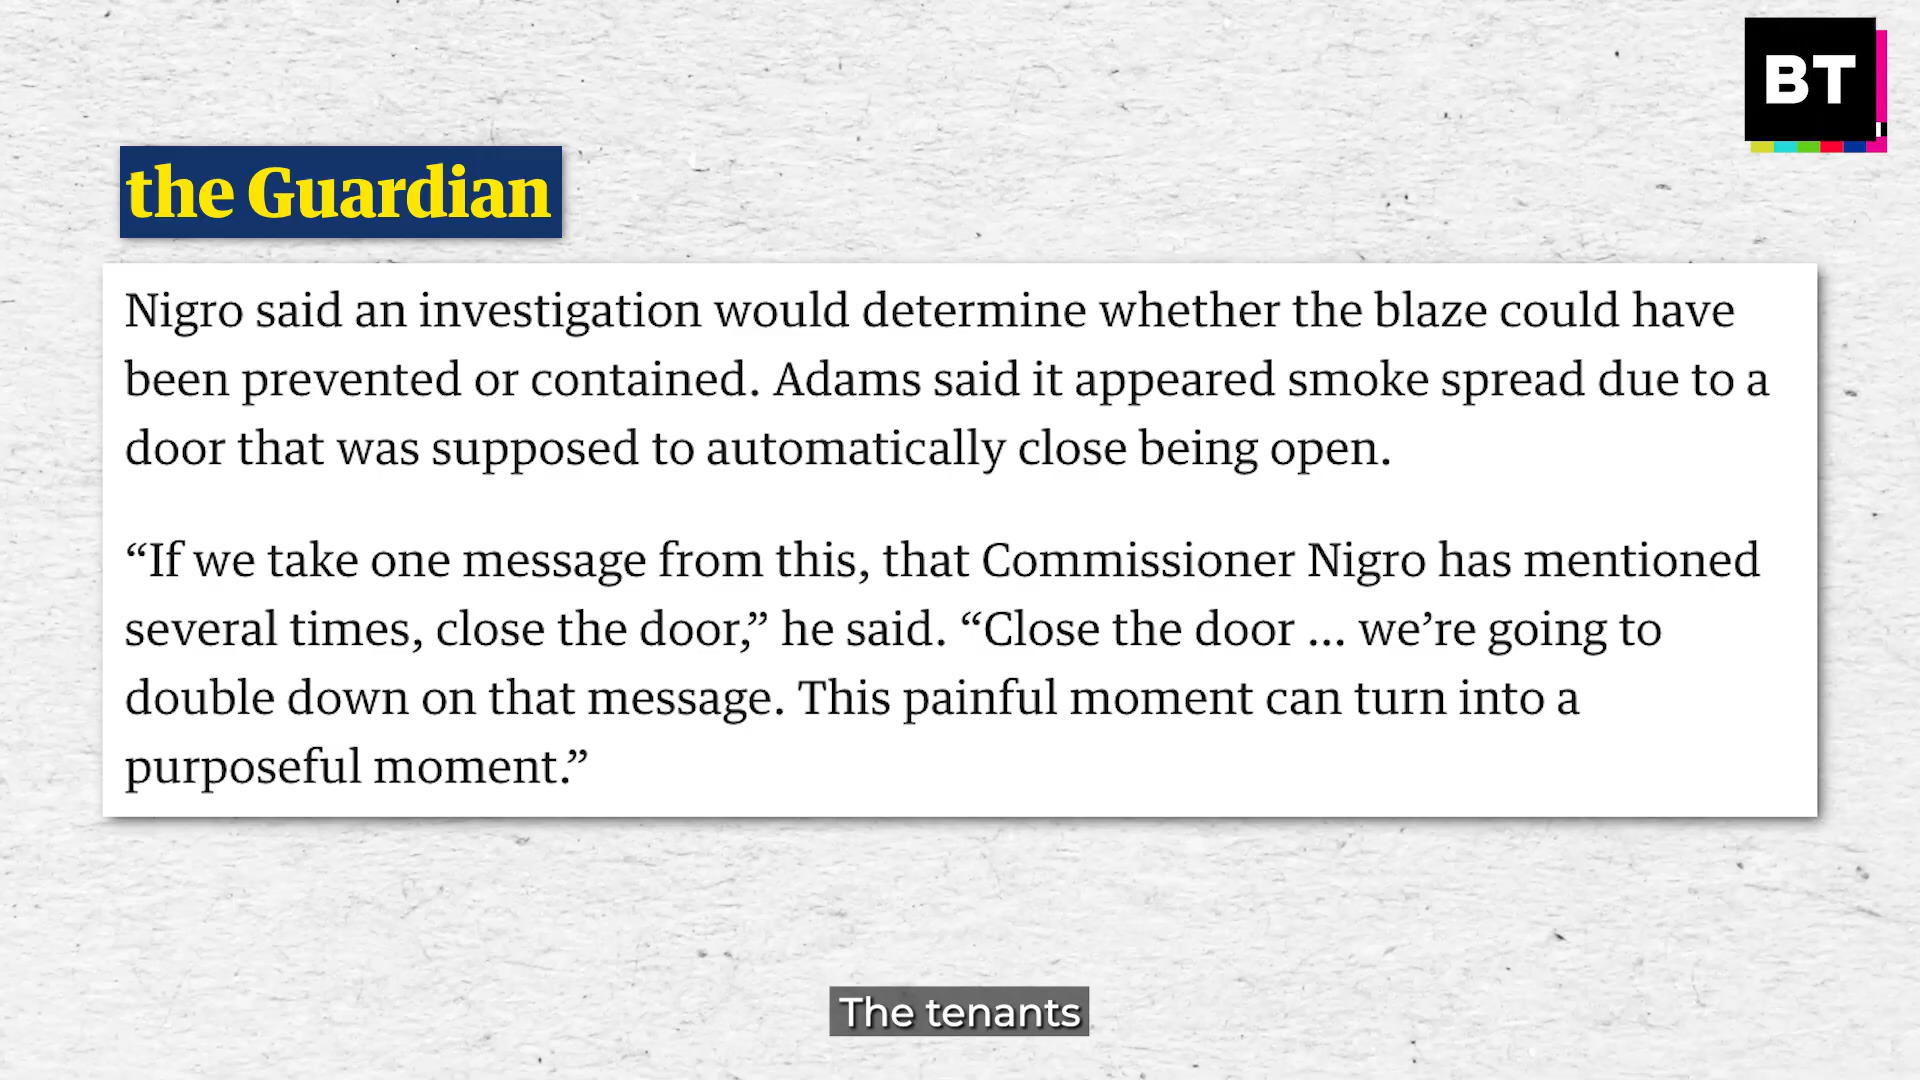 BT
the Guardian
Nigro said an investigation would determine whether the blaze could have
been prevented or contained. Adams said it appeared smoke spread due to a
door that was supposed to automatically close being open.
“If we take one message from this, that Commissioner Nigro has mentioned
several times, close the door,” he said. “Close the door ... we’re going to
double down on that message. This painful moment can turn into a
purposeful moment.”
The tenants